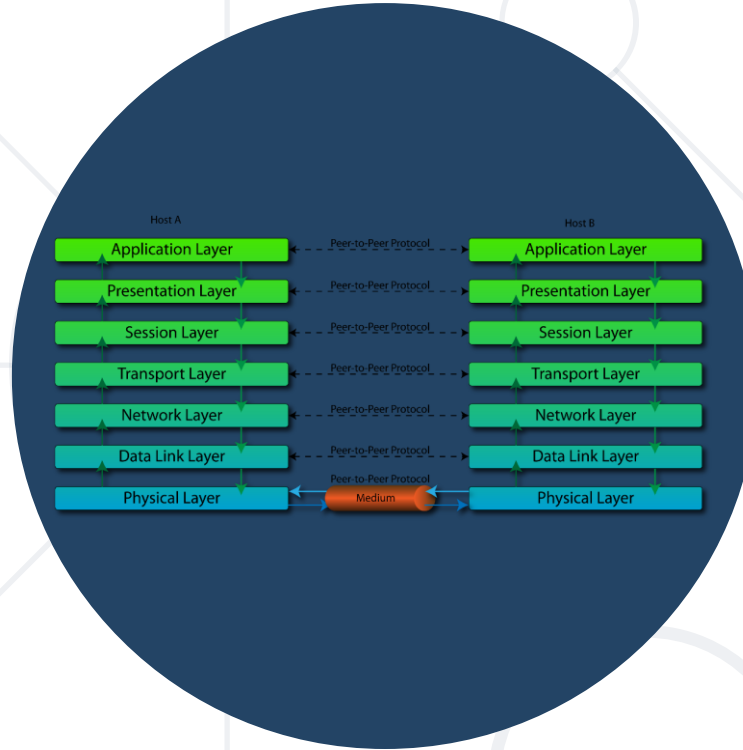 Host A
Host B
Application Layer
Peer-to-Peer Protocol
Application Layer
Presentation Layer
Peer-to-Peer Protocol
Presentation Layer
Session Layer
Peer-to-Peer Protocol
Session Layer
Transport Layer
Peer-to-Peer Protocol
Transport Layer
Network Layer
Peer-to-Peer Protocol
Network Layer
Data Link Layer
Peer-to-Peer Protocol
Data Link Layer
Peer-to-Peer Protocol
Physical Layer
Medium
Physical Layer